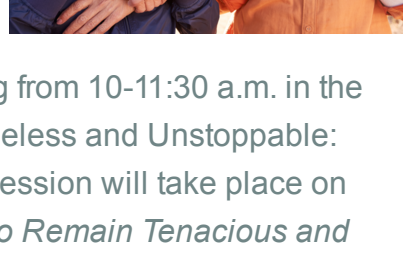 from 10-11:30 a.m. in the
eless and Unstoppable:
ession will take place on
o Remain Tenacious and